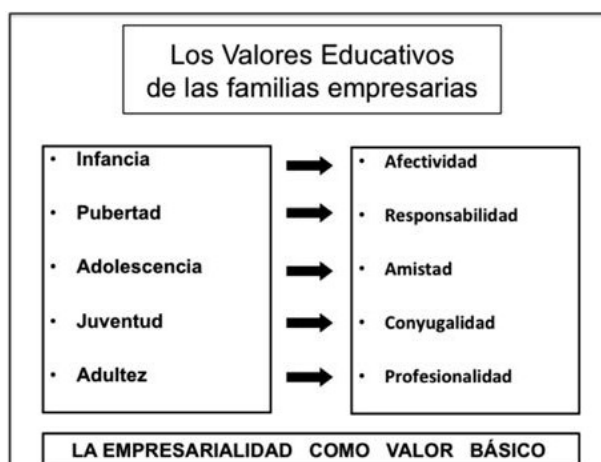 Los Valores Educativos
de las familias empresarias
• Infancia
• Afectividad
• Pubertad
• Responsabilidad
• Adolescencia
• Amistad
• Juventud
• Conyugalidad
• Adultez
• Profesionalidad
LA EMPRESARIALIDAD COMO VALOR BÁSICO